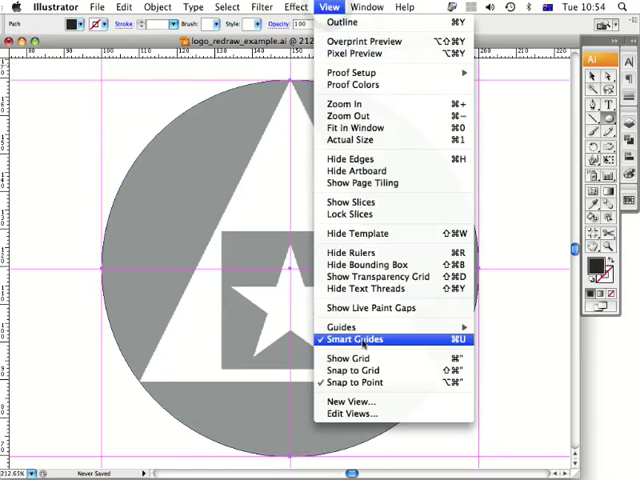 Illustrator File Edit Object Type Select Filter Effect View Window Help Tue 10:54
Path Stroke: Brush: Style: Opacity: 100
logo_redraw_example.ai @ 212
Outline ⌘Y
Overprint Preview ⌥⇧⌘Y
Pixel Preview ⌥⌘Y
Proof Setup
Proof Colors
Zoom In ⌘+
Zoom Out ⌘−
Fit in Window ⌘0
Actual Size ⌘1
Hide Edges ⌘H
Hide Artboard
Show Page Tiling
Show Slices
Lock Slices
Hide Template ⇧⌘W
Hide Rulers ⌘R
Hide Bounding Box ⇧⌘B
Show Transparency Grid ⇧⌘D
Hide Text Threads ⇧⌘Y
Show Live Paint Gaps
Guides
✓ Smart Guides ⌘U
Show Grid ⌘"
Snap to Grid ⇧⌘"
✓ Snap to Point ⌥⌘"
New View...
Edit Views...
Ai
212.65% Never Saved